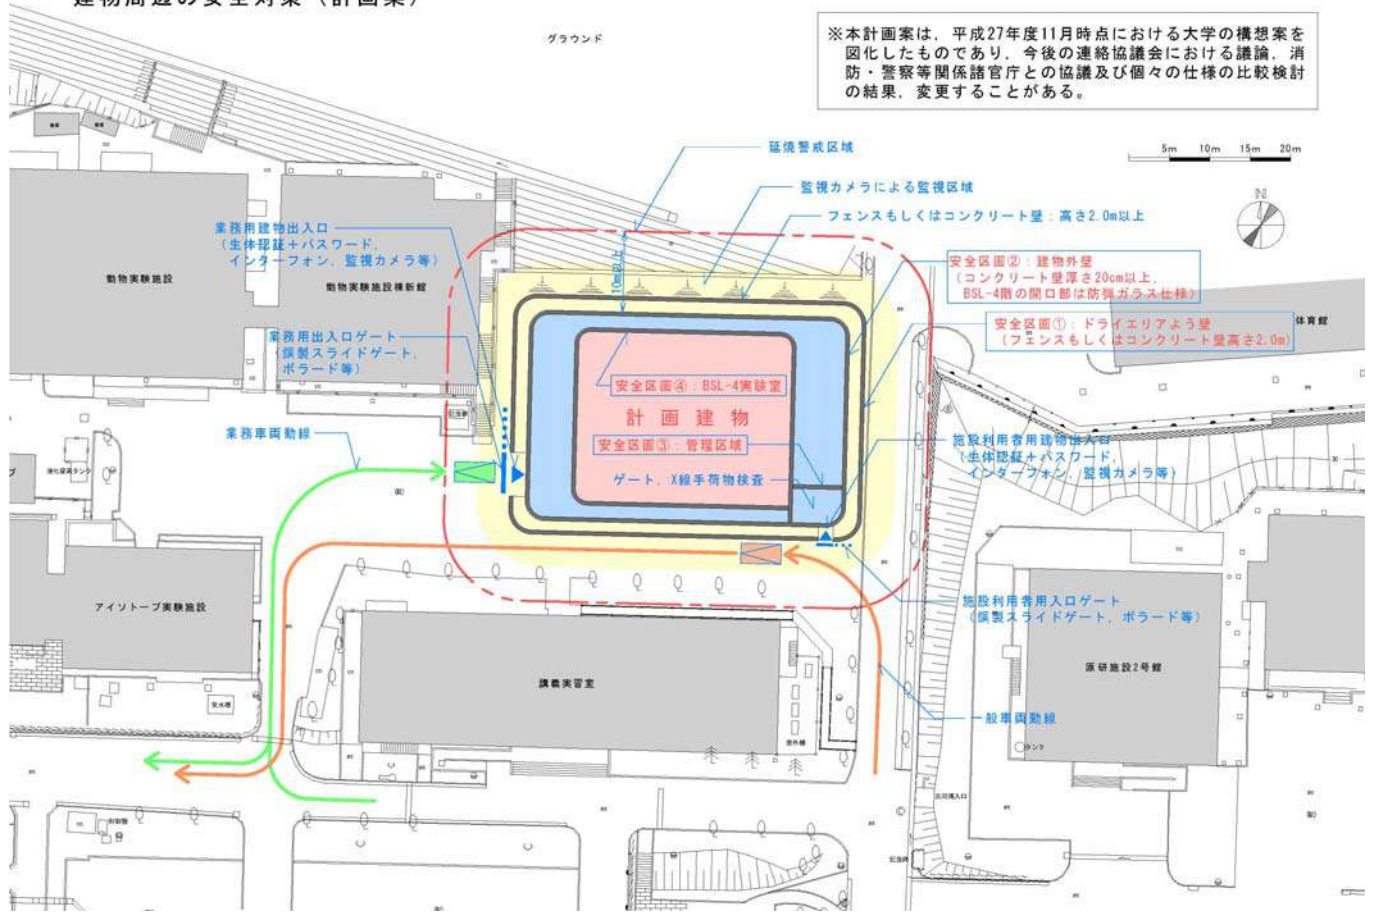 建物周辺の安全対策（計画案）
グラウンド
※本計画案は、平成27年度11月時点における大学の構想案を
図化したものであり、今後の連絡協議会における議論、消
防・警察等関係諸官庁との協議及び個々の仕様の比較検討
の結果、変更することがある。
5m 10m 15m 20m
N
延焼警戒区域
監視カメラによる監視区域
フェンスもしくはコンクリート壁：高さ2.0m以上
業務用建物出入口
（生体認証＋パスワード、
インターフォン、監視カメラ等）
10m以上
安全区画②：建物外壁
（コンクリート壁厚さ20cm以上、
BSL-4階の開口部は防弾ガラス仕様）
動物実験施設
動物実験施設棟新館
安全区画①：ドライエリアよう壁
（フェンスもしくはコンクリート壁高さ2.0m）
体育館
業務用出入口ゲート
（鋼製スライドゲート、
ボラード等）
安全区画④：BSL-4実験室
計画建物
記念碑
業務車両動線
安全区画③：管理区域
施設利用者用建物出入口
（生体認証＋パスワード、
インターフォン、監視カメラ等）
液化窒素タンク
ゲート、X線手荷物検査
アイソトープ実験施設
施設利用者用入口ゲート
（鋼製スライドゲート、ボラード等）
講義実習室
原研施設2号館
受水槽
一般車両動線
タンク
記念碑